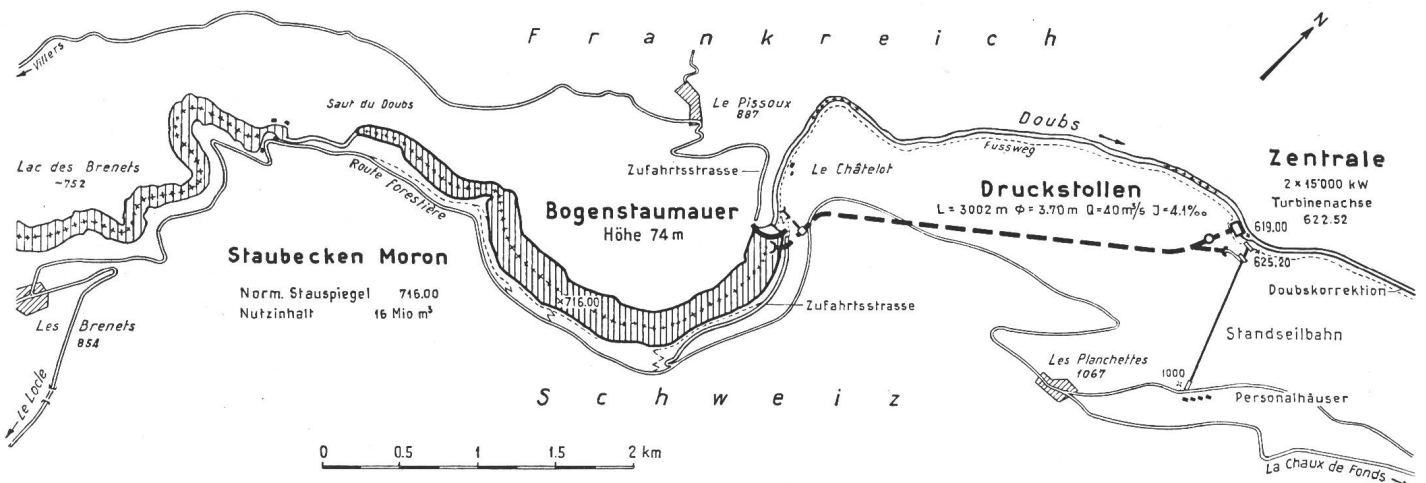 Frankreich
N
Villers
Saut du Doubs
Le Pissoux
887
Doubs
Fussweg
Lac des Brenets
~752
Zufahrtsstrasse
Le Châtelot
Zentrale
2 x 15'000 kW
Turbinenachse
622.52
Route forestière
Bogenstaumauer
Höhe 74 m
Druckstollen
L = 3002 m Φ = 3.70 m Q = 40 m³/s J = 4.1‰
619.00
625.20
Staubecken Moron
Norm. Stauspiegel 716.00
Nutzinhalt 16 Mio m³
×716.00
Zufahrtsstrasse
Doubskorrektion
Les Brenets
854
Standseilbahn
Les Planchettes
1067
1000
×
Personalhäuser
Le Locle
Schweiz
0 0.5 1 1.5 2 km
La Chaux de Fonds